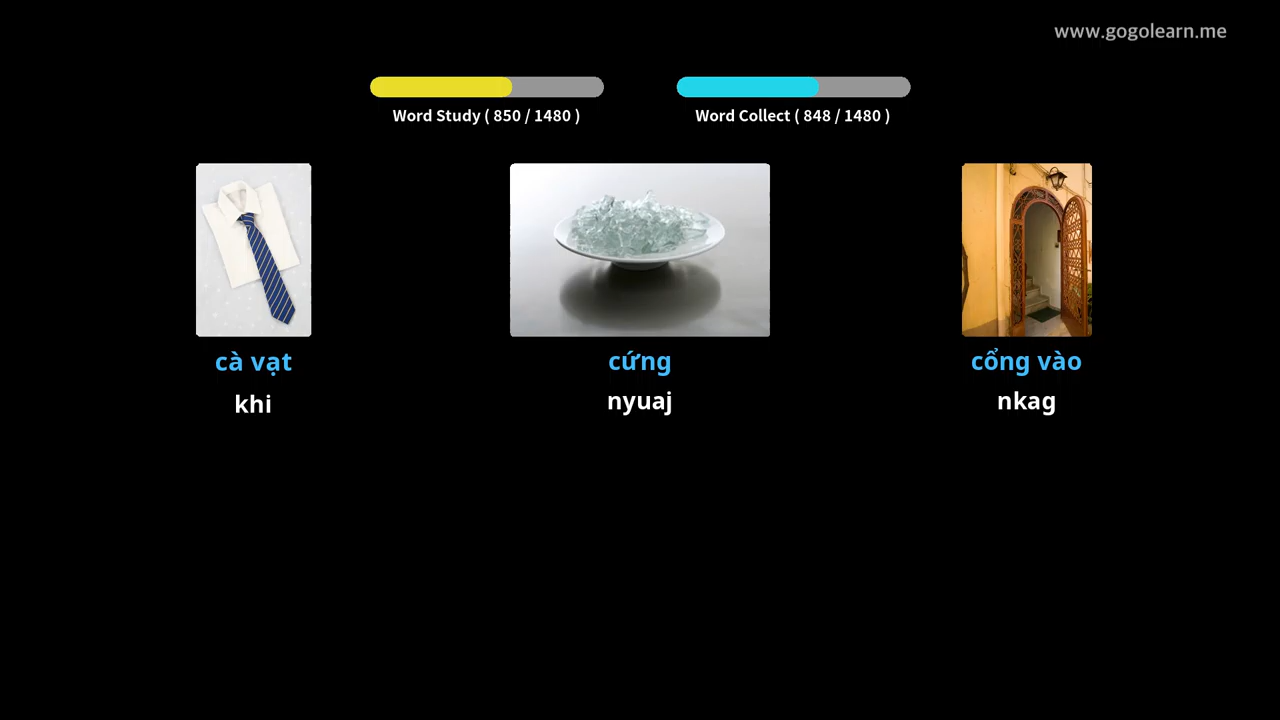 www.gogolearn.me
Word Study ( 850 / 1480 )
Word Collect ( 848 / 1480 )
cà vạt
khi
cứng
nyuaj
cổng vào
nkag